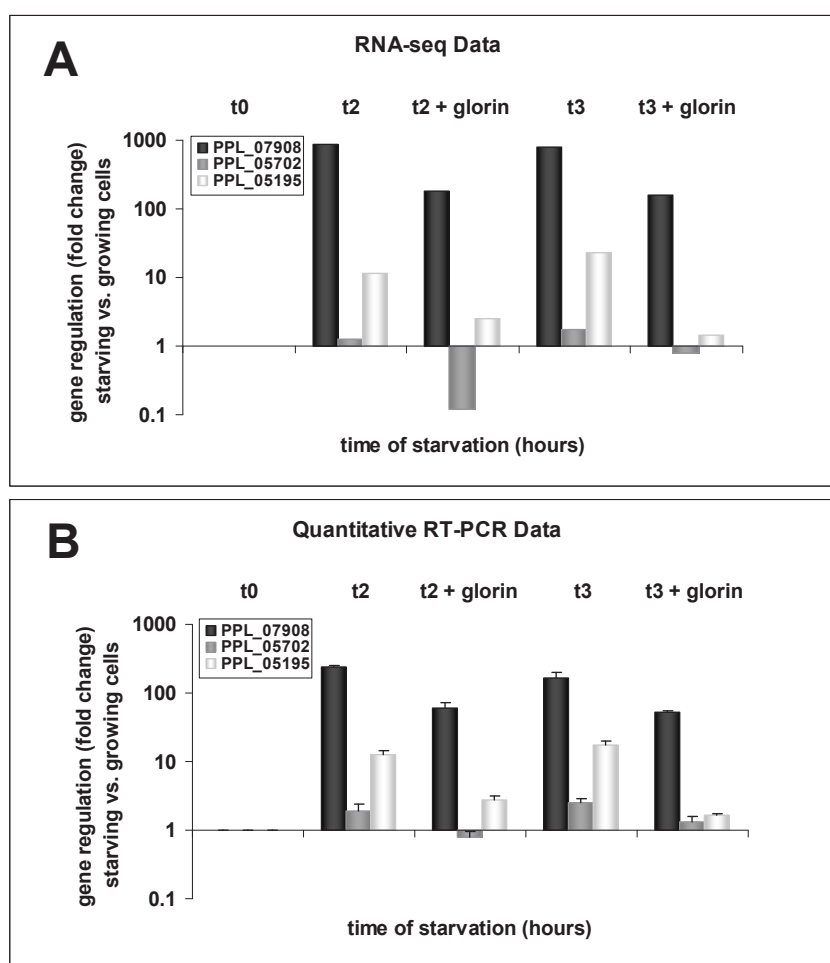 A
RNA-seq Data
t0 t2 t2 + glorin t3 t3 + glorin
gene regulation (fold change)
starving vs. growing cells
1000
100
10
1
0.1
PPL_07908
PPL_05702
PPL_05195
time of starvation (hours)
B
Quantitative RT-PCR Data
t0 t2 t2 + glorin t3 t3 + glorin
gene regulation (fold change)
starving vs. growing cells
1000
100
10
1
0.1
PPL_07908
PPL_05702
PPL_05195
time of starvation (hours)